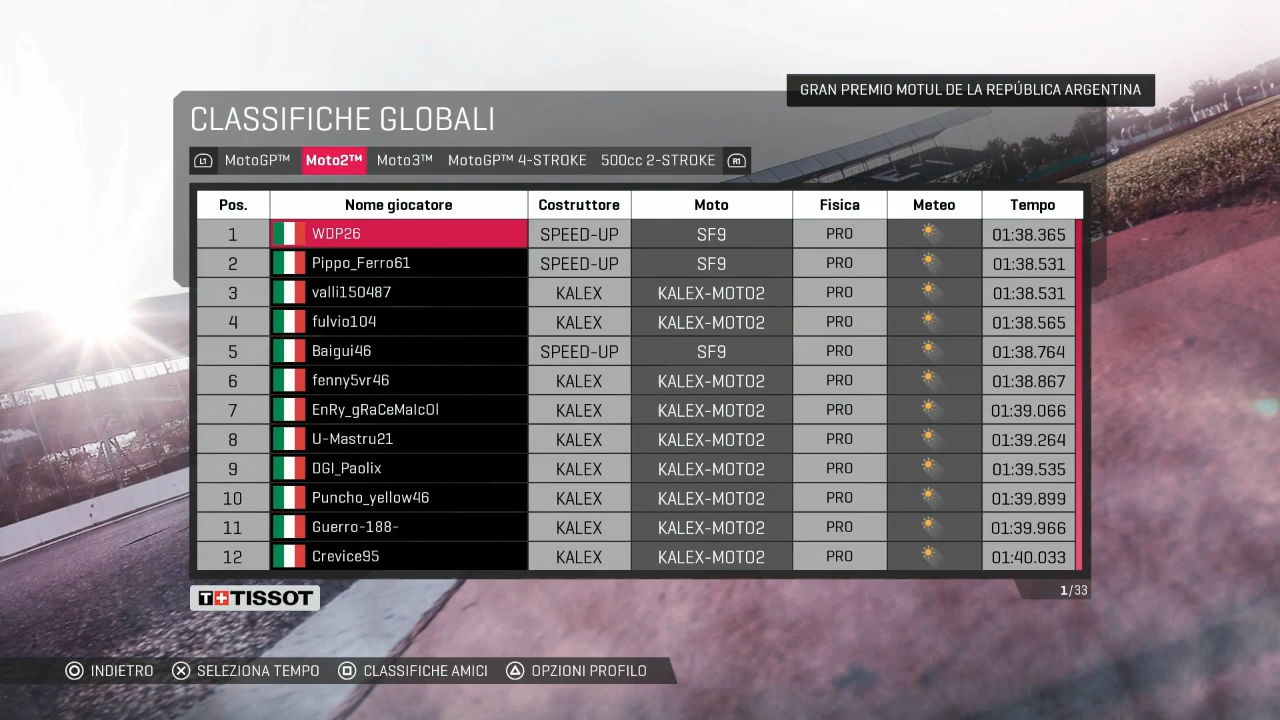 GRAN PREMIO MOTUL DE LA REPÚBLICA ARGENTINA
CLASSIFICHE GLOBALI
L1 MotoGP™ Moto2™ Moto3™ MotoGP™ 4-STROKE 500cc 2-STROKE R1
Pos. Nome giocatore Costruttore Moto Fisica Meteo Tempo
1 WDP26 SPEED-UP SF9 PRO 01:38.365
2 Pippo_Ferro61 SPEED-UP SF9 PRO 01:38.531
3 valli150487 KALEX KALEX-MOTO2 PRO 01:38.531
4 fulvio104 KALEX KALEX-MOTO2 PRO 01:38.565
5 Baigui46 SPEED-UP SF9 PRO 01:38.764
6 fenny5vr46 KALEX KALEX-MOTO2 PRO 01:38.867
7 EnRy_gRaCeMaIcOl KALEX KALEX-MOTO2 PRO 01:39.066
8 U-Mastru21 KALEX KALEX-MOTO2 PRO 01:39.264
9 DGI_Paolix KALEX KALEX-MOTO2 PRO 01:39.535
10 Puncho_yellow46 KALEX KALEX-MOTO2 PRO 01:39.899
11 Guerro-188- KALEX KALEX-MOTO2 PRO 01:39.966
12 Crevice95 KALEX KALEX-MOTO2 PRO 01:40.033
T+TISSOT
1/33
INDIETRO SELEZIONA TEMPO CLASSIFICHE AMICI OPZIONI PROFILO